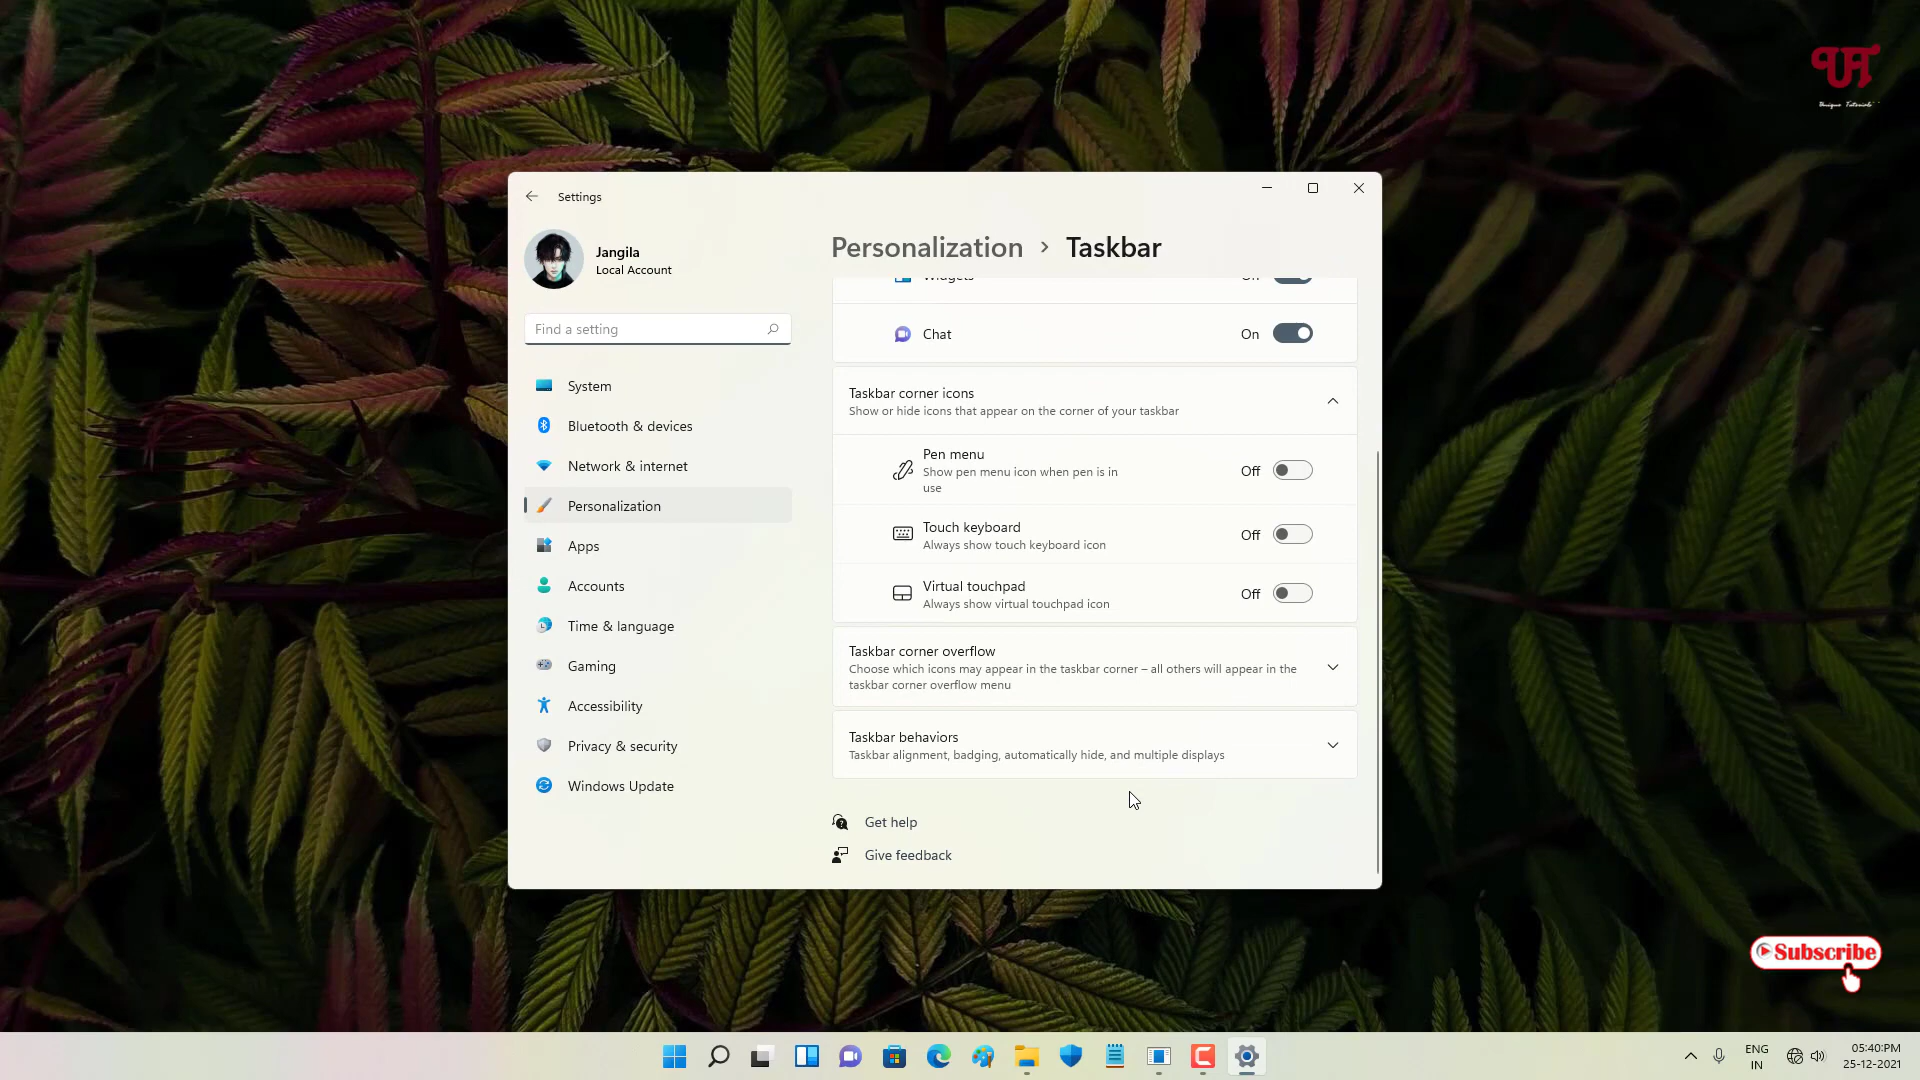 UT
Unique Tutorials
Settings
Jangila
Local Account
Find a setting
System
Bluetooth & devices
Network & internet
Personalization
Apps
Accounts
Time & language
Gaming
Accessibility
Privacy & security
Windows Update
Personalization > Taskbar
Widgets On
Chat On
Taskbar corner icons
Show or hide icons that appear on the corner of your taskbar
Pen menu
Show pen menu icon when pen is in
use
Off
Touch keyboard
Always show touch keyboard icon
Off
Virtual touchpad
Always show virtual touchpad icon
Off
Taskbar corner overflow
Choose which icons may appear in the taskbar corner – all others will appear in the
taskbar corner overflow menu
Taskbar behaviors
Taskbar alignment, badging, automatically hide, and multiple displays
Get help
Give feedback
Subscribe
ENG
IN
05:40:PM
25-12-2021